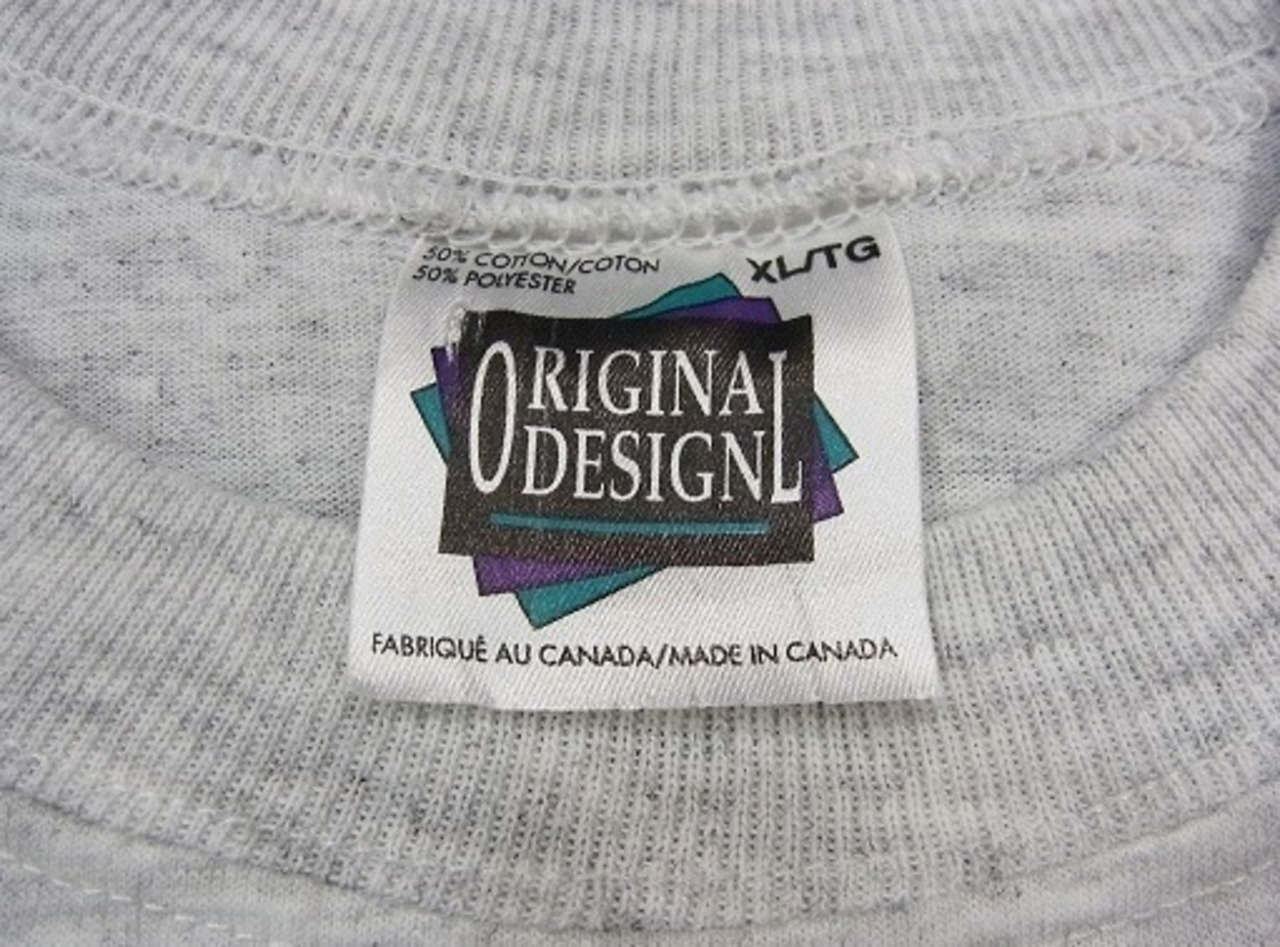 50% COTTON/COTON
50% POLYESTER
XL/TG
ORIGINAL
DESIGN
FABRIQUÊ AU CANADA/MADE IN CANADA